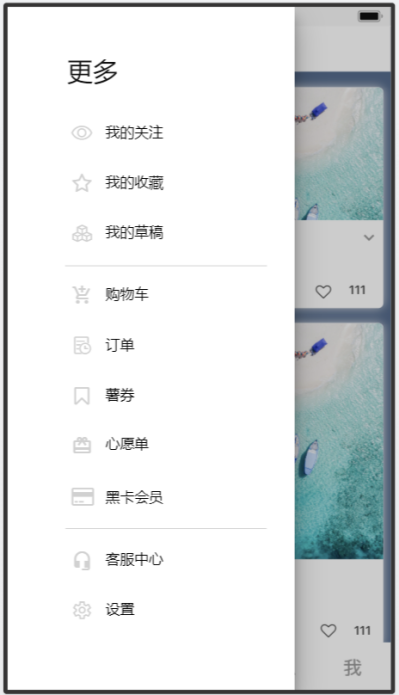 更多
我的关注
我的收藏
我的草稿
购物车
订单
薯券
心愿单
黑卡会员
客服中心
设置
111
111
我